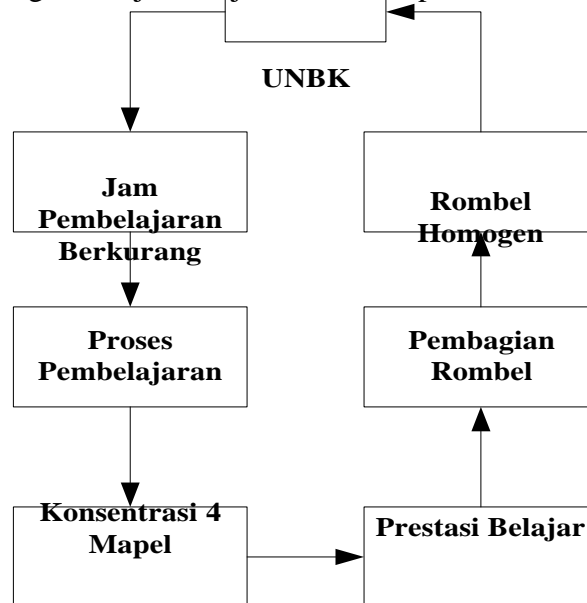 UNBK
Jam
Pembelajaran
Berkurang
Rombel
Homogen
Proses
Pembelajaran
Pembagian
Rombel
Konsentrasi 4
Mapel
Prestasi Belajar